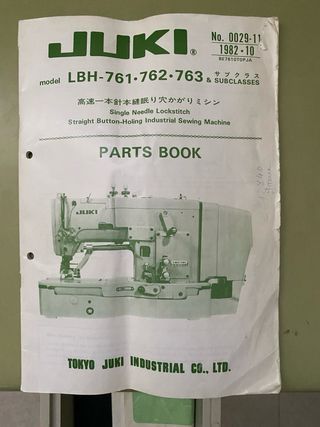 JUKI®
No. 0029-11
1982・10
BE761070PJA
model LBH-761・762・763 & サブクラス SUBCLASSES
高速一本針本縫眠り穴かがりミシン
Single Needle Lockstitch
Straight Button-Holing Industrial Sewing Machine
PARTS BOOK
JUKI
TOKYO JUKI INDUSTRIAL CO., LTD.